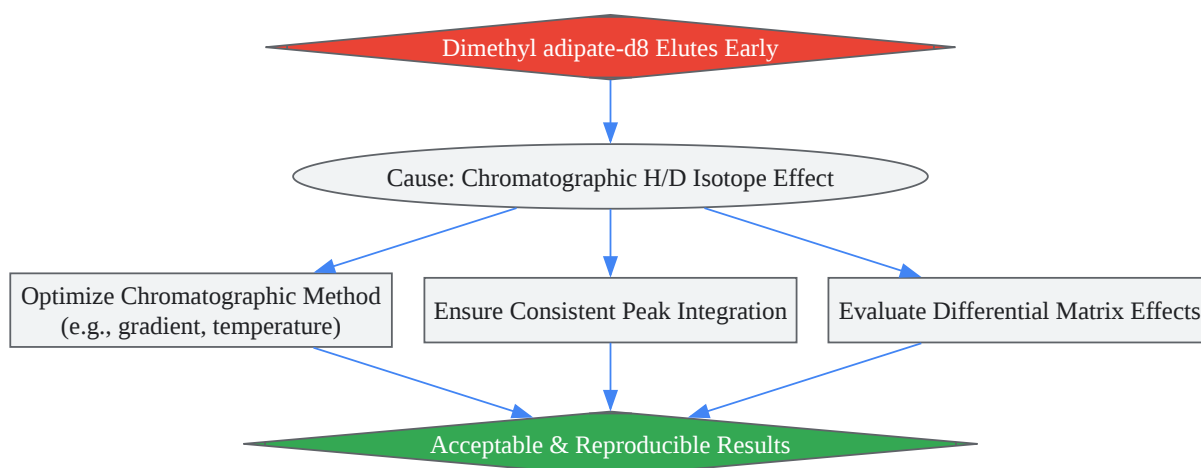 Dimethyl adipate-d8 Elutes Early
Cause: Chromatographic H/D Isotope Effect
Optimize Chromatographic Method
(e.g., gradient, temperature)
Ensure Consistent Peak Integration
Evaluate Differential Matrix Effects
Acceptable & Reproducible Results